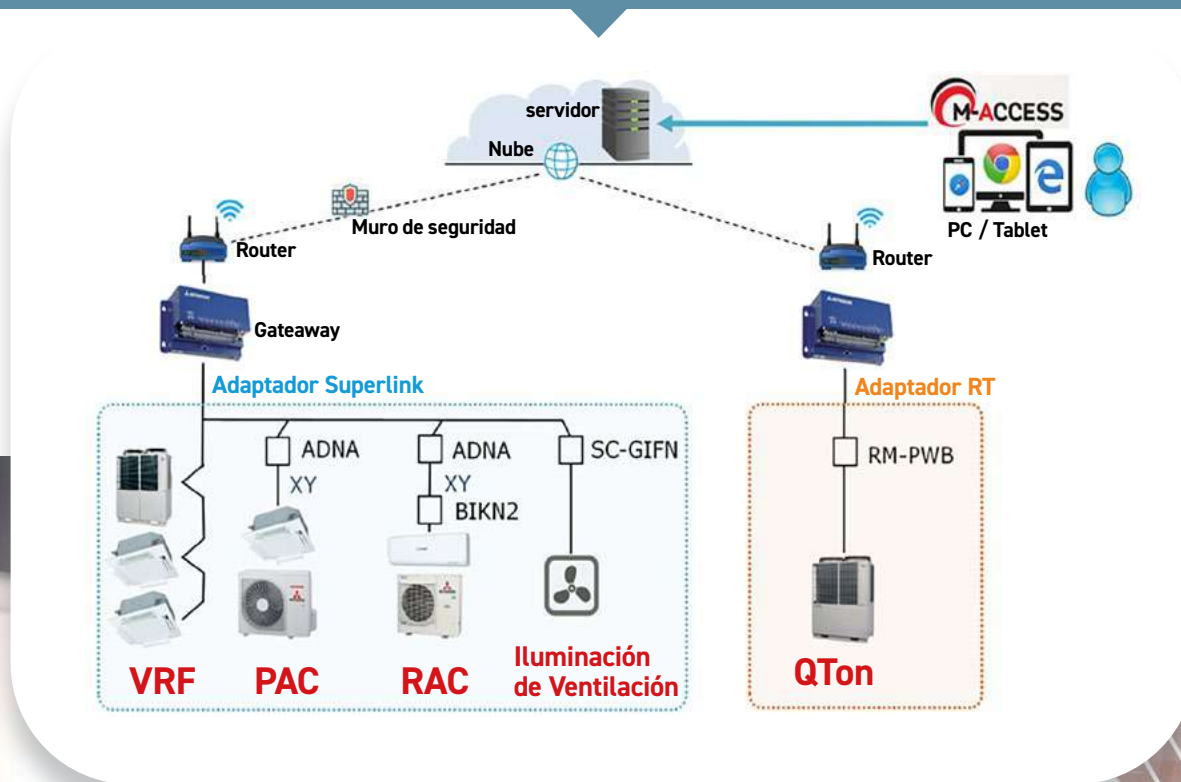 servidor
Nube
M-ACCESS
Muro de seguridad
PC / Tablet
Router
Router
Gateaway
Adaptador Superlink
Adaptador RT
ADNA
ADNA
SC-GIFN
RM-PWB
XY
XY
BIKN2
VRF
PAC
RAC
Iluminación
de Ventilación
QTon